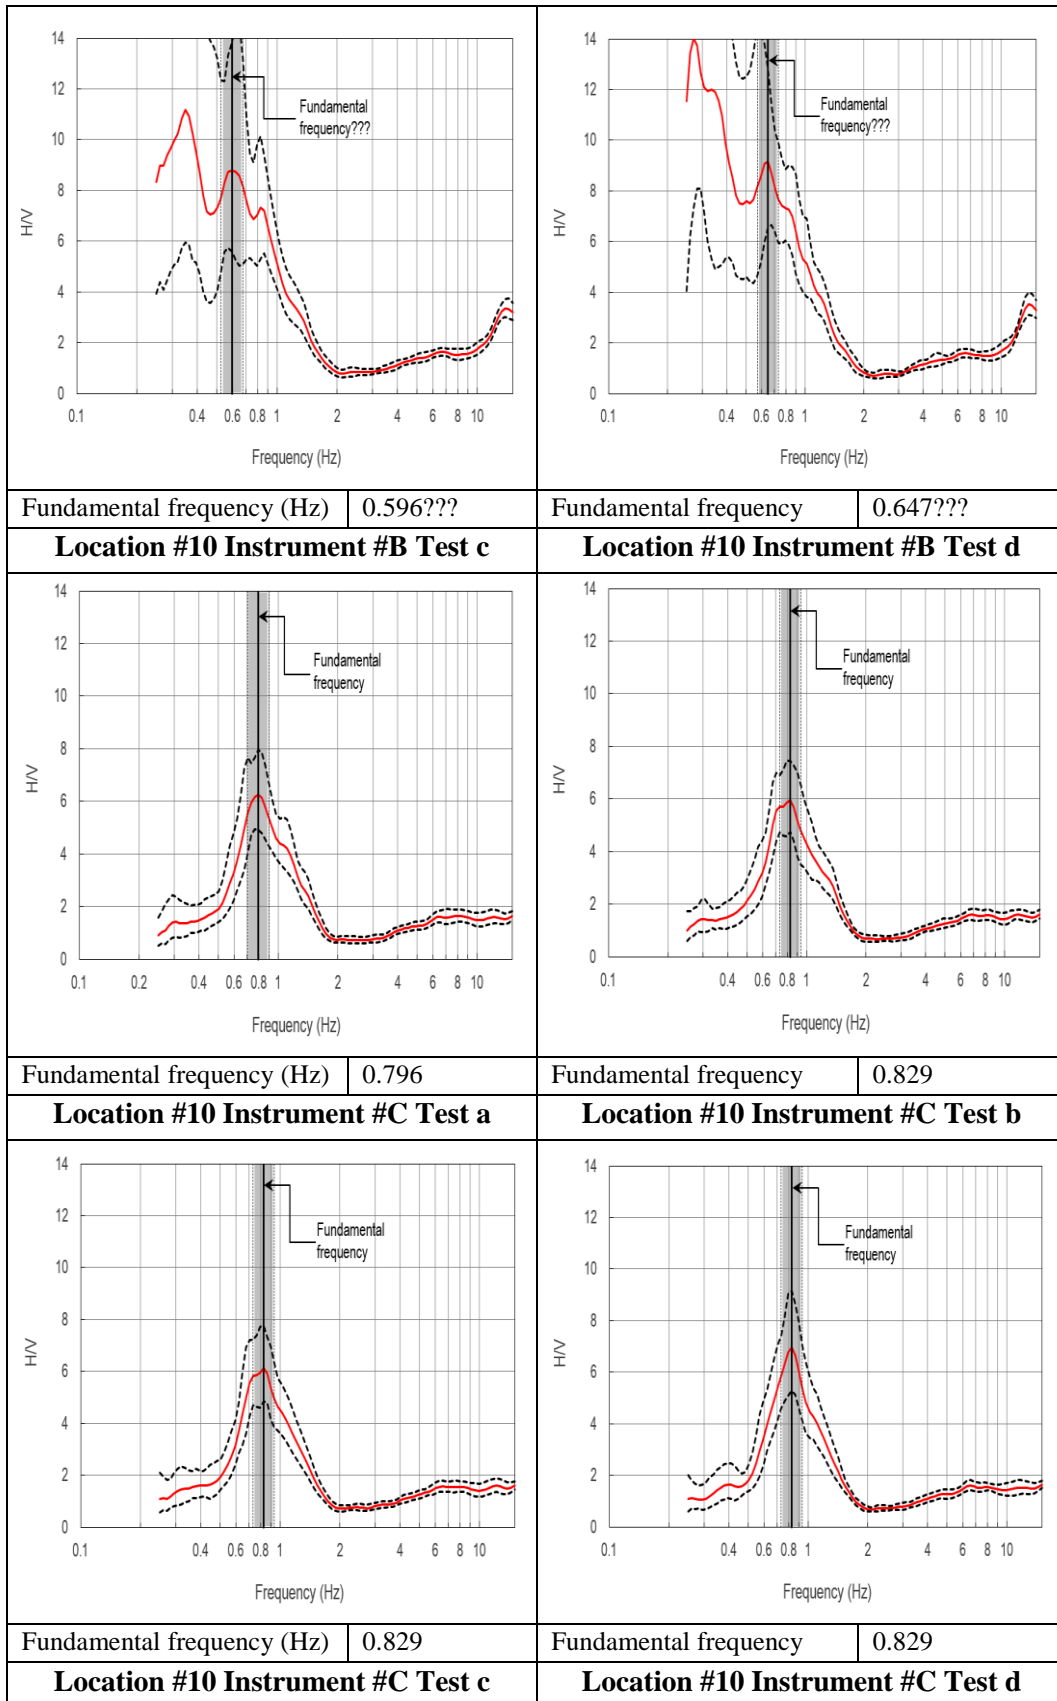 14
12
10
8
6
4
2
0
H/V
Fundamental
frequency???
0.1 0.4 0.6 0.8 1 2 4 6 8 10
Frequency (Hz)
14
12
10
8
6
4
2
0
H/V
Fundamental
frequency???
0.1 0.4 0.6 0.8 1 2 4 6 8 10
Frequency (Hz)
Fundamental frequency (Hz) 0.596???
Fundamental frequency 0.647???
Location #10 Instrument #B Test c
Location #10 Instrument #B Test d
14
12
10
8
6
4
2
0
H/V
Fundamental
frequency
0.1 0.2 0.4 0.6 0.8 1 2 4 6 8 10
Frequency (Hz)
14
12
10
8
6
4
2
0
H/V
Fundamental
frequency
0.1 0.2 0.4 0.6 0.8 1 2 4 6 8 10
Frequency (Hz)
Fundamental frequency (Hz) 0.796
Fundamental frequency 0.829
Location #10 Instrument #C Test a
Location #10 Instrument #C Test b
14
12
10
8
6
4
2
0
H/V
Fundamental
frequency
0.1 0.4 0.6 0.8 1 2 4 6 8 10
Frequency (Hz)
14
12
10
8
6
4
2
0
H/V
Fundamental
frequency
0.1 0.4 0.6 0.8 1 2 4 6 8 10
Frequency (Hz)
Fundamental frequency (Hz) 0.829
Fundamental frequency 0.829
Location #10 Instrument #C Test c
Location #10 Instrument #C Test d